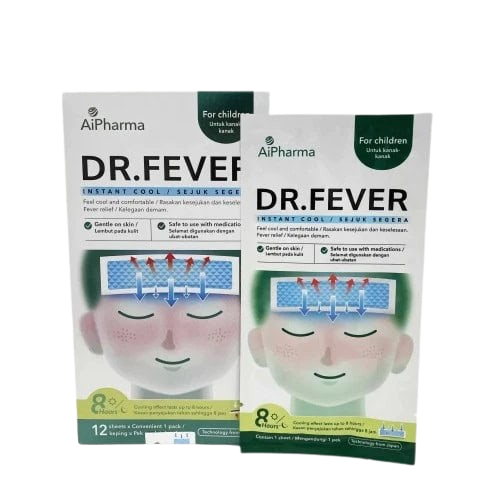 AiPharma
For children
Untuk kanak-
kanak
DR.FEVER
INSTANT COOL / SEJUK SEGERA
Feel cool and comfortable / Rasakan kesejukan dan keselesaan.
Fever relief / Kelegaan demam.
Gentle on skin /
Lembut pada kulit
Safe to use with medications /
Selamat digunakan dengan
ubat-ubatan
8
Hours
Cooling effect lasts up to 8 hours /
Kesan penyejukan tahan sehingga 8 jam
12 sheets x Convenient 1 pack /
keping x Pek
Technology from Japan
AiPharma
For children
Untuk kanak-
kanak
DR.FEVER
INSTANT COOL / SEJUK SEGERA
Feel cool and comfortable / Rasakan kesejukan dan keselesaan.
Fever relief / Kelegaan demam.
Gentle on skin /
Lembut pada kulit
Safe to use with medications /
Selamat digunakan dengan
ubat-ubatan
8
Hours
Cooling effect lasts up to 8 hours /
Kesan penyejukan tahan sehingga 8 jam
Contain 1 sheet / Mengandungi 1 pek
Technology from Japan